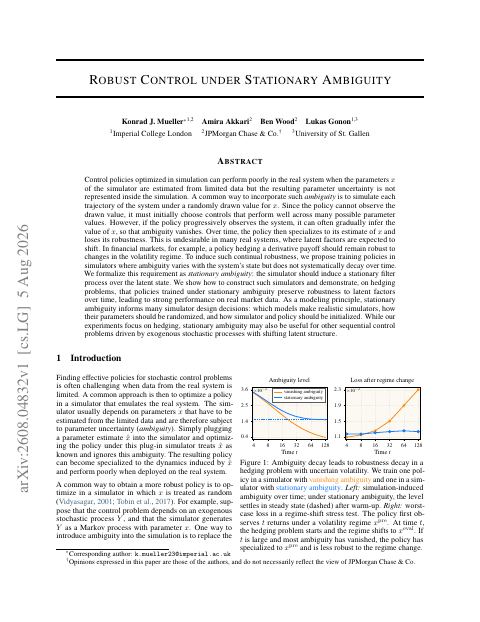 ROBUST CONTROL UNDER STATIONARY AMBIGUITY
Konrad J. Mueller*1,2 Amira Akkari2 Ben Wood2 Lukas Gonon1,3
1Imperial College London 2JPMorgan Chase & Co.† 3University of St. Gallen
ABSTRACT
Control policies optimized in simulation can perform poorly in the real system when the parameters x
of the simulator are estimated from limited data but the resulting parameter uncertainty is not
represented inside the simulation. A common way to incorporate such ambiguity is to simulate each
trajectory of the system under a randomly drawn value for x. Since the policy cannot observe the
drawn value, it must initially choose controls that perform well across many possible parameter
values. However, if the policy progressively observes the system, it can often gradually infer the
value of x, so that ambiguity vanishes. Over time, the policy then specializes to its estimate of x and
loses its robustness. This is undesirable in many real systems, where latent factors are expected to
shift. In financial markets, for example, a policy hedging a derivative payoff should remain robust to
changes in the volatility regime. To induce such continual robustness, we propose training policies in
simulators where ambiguity varies with the system's state but does not systematically decay over time.
We formalize this requirement as stationary ambiguity: the simulator should induce a stationary filter
process over the latent state. We show how to construct such simulators and demonstrate, on hedging
problems, that policies trained under stationary ambiguity preserve robustness to latent factors
over time, leading to strong performance on real market data. As a modeling principle, stationary
ambiguity informs many simulator design decisions: which models make realistic simulators, how
their parameters should be randomized, and how simulator and policy should be initialized. While our
experiments focus on hedging, stationary ambiguity may also be useful for other sequential control
problems driven by exogenous stochastic processes with shifting latent structure.
arXiv:2608.04832v1 [cs.LG] 5 Aug 2026
1 Introduction
Finding effective policies for stochastic control problems
is often challenging when data from the real system is
limited. A common approach is then to optimize a policy
in a simulator that emulates the real system. The sim-
ulator usually depends on parameters x that have to be
estimated from the limited data and are therefore subject
to parameter uncertainty (ambiguity). Simply plugging
a parameter estimate x̂ into the simulator and optimiz-
ing the policy under this plug-in simulator treats x̂ as
known and ignores this ambiguity. The resulting policy
can become specialized to the dynamics induced by x̂
and perform poorly when deployed on the real system.
A common way to obtain a more robust policy is to op-
timize in a simulator in which x is treated as random
(Vidyasagar, 2001; Tobin et al., 2017). For example, sup-
pose that the control problem depends on an exogenous
stochastic process Y, and that the simulator generates
Y as a Markov process with parameter x. One way to
introduce ambiguity into the simulation is to replace the
Ambiguity level
vanishing ambiguity
stationary ambiguity
3.6
2.5
1.6
0.4
4 8 16 32 64 128
Time t
Loss after regime change
2.3
1.9
1.5
1.1
4 8 16 32 64 128
Time t
Figure 1: Ambiguity decay leads to robustness decay in a
hedging problem with uncertain volatility. We train one pol-
icy in a simulator with vanishing ambiguity and one in a sim-
ulator with stationary ambiguity. Left: simulation-induced
ambiguity over time; under stationary ambiguity, the level
settles in steady state (dashed) after warm-up. Right: worst-
case loss in a regime-shift stress test. The policy first ob-
serves t returns under a volatility regime xpre. At time t,
the hedging problem starts and the regime shifts to xeval. If
t is large and most ambiguity has vanished, the policy has
specialized to xpre and is less robust to the regime change.
*Corresponding author: k.mueller23@imperial.ac.uk
†Opinions expressed in this paper are those of the authors, and do not necessarily reflect the view of JPMorgan Chase & Co.